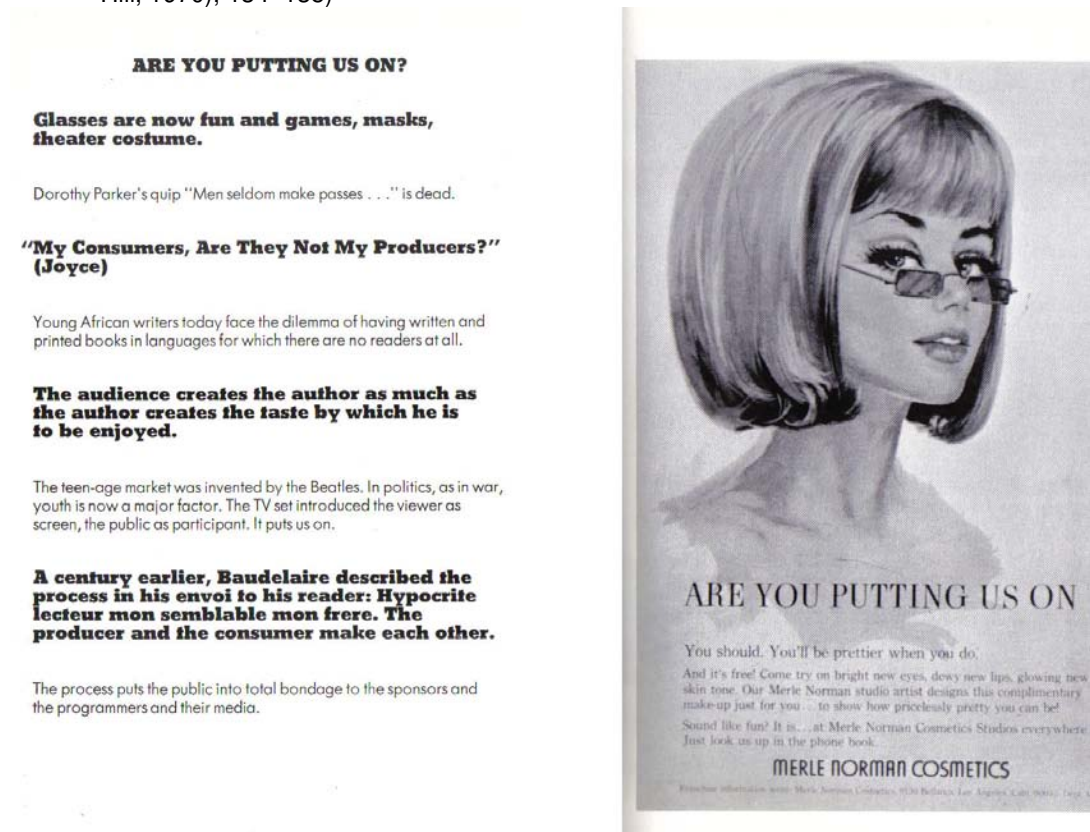 Hill, 1970), 134–135)
ARE YOU PUTTING US ON?
Glasses are now fun and games, masks,
theater costume.
Dorothy Parker's quip "Men seldom make passes . . ." is dead.
"My Consumers, Are They Not My Producers?"
(Joyce)
Young African writers today face the dilemma of having written and
printed books in languages for which there are no readers at all.
The audience creates the author as much as
the author creates the taste by which he is
to be enjoyed.
The teen-age market was invented by the Beatles. In politics, as in war,
youth is now a major factor. The TV set introduced the viewer as
screen, the public as participant. It puts us on.
A century earlier, Baudelaire described the
process in his envoi to his reader: Hypocrite
lecteur mon semblable mon frere. The
producer and the consumer make each other.
The process puts the public into total bondage to the sponsors and
the programmers and their media.
ARE YOU PUTTING US ON
You should. You'll be prettier when you do.
And it's free! Come try on bright new eyes, dewy new lips, glowing new
skin tone. Our Merle Norman studio artist designs this complimentary
make-up just for you . . . to show how pricelessly pretty you can be!
Sound like fun? It is. . .at Merle Norman Cosmetics Studios everywhere.
Just look us up in the phone book.
MERLE NORMAN COSMETICS